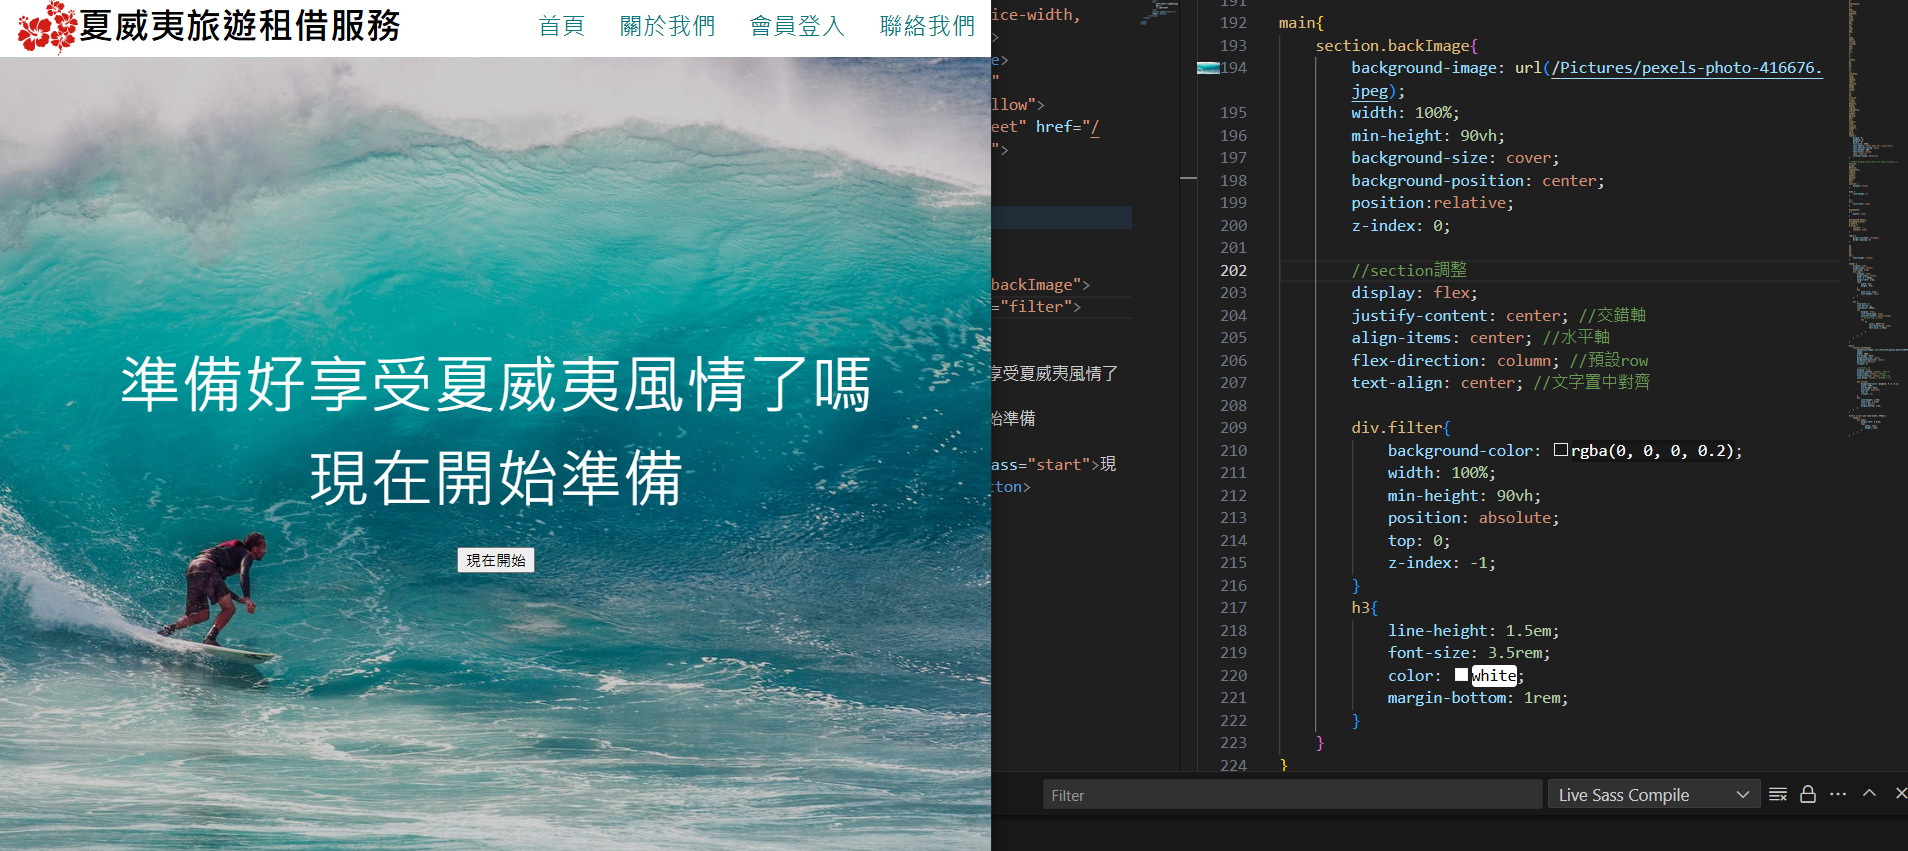 夏威夷旅遊租借服務
首頁 關於我們 會員登入 聯絡我們
準備好享受夏威夷風情了嗎
現在開始準備
現在開始
ice-width,
>
e>
"
llow">
eet" href="/
">
backImage">
="filter">
享受夏威夷風情了
始準備
ass="start">現
ton>
191
192 main{
193 section.backImage{
194 background-image: url(/Pictures/pexels-photo-416676.
jpeg);
195 width: 100%;
196 min-height: 90vh;
197 background-size: cover;
198 background-position: center;
199 position:relative;
200 z-index: 0;
201
202 //section調整
203 display: flex;
204 justify-content: center; //交錯軸
205 align-items: center; //水平軸
206 flex-direction: column; //預設row
207 text-align: center; //文字置中對齊
208
209 div.filter{
210 background-color: rgba(0, 0, 0, 0.2);
211 width: 100%;
212 min-height: 90vh;
213 position: absolute;
214 top: 0;
215 z-index: -1;
216 }
217 h3{
218 line-height: 1.5em;
219 font-size: 3.5rem;
220 color: white;
221 margin-bottom: 1rem;
222 }
223 }
224 }
Filter
Live Sass Compile